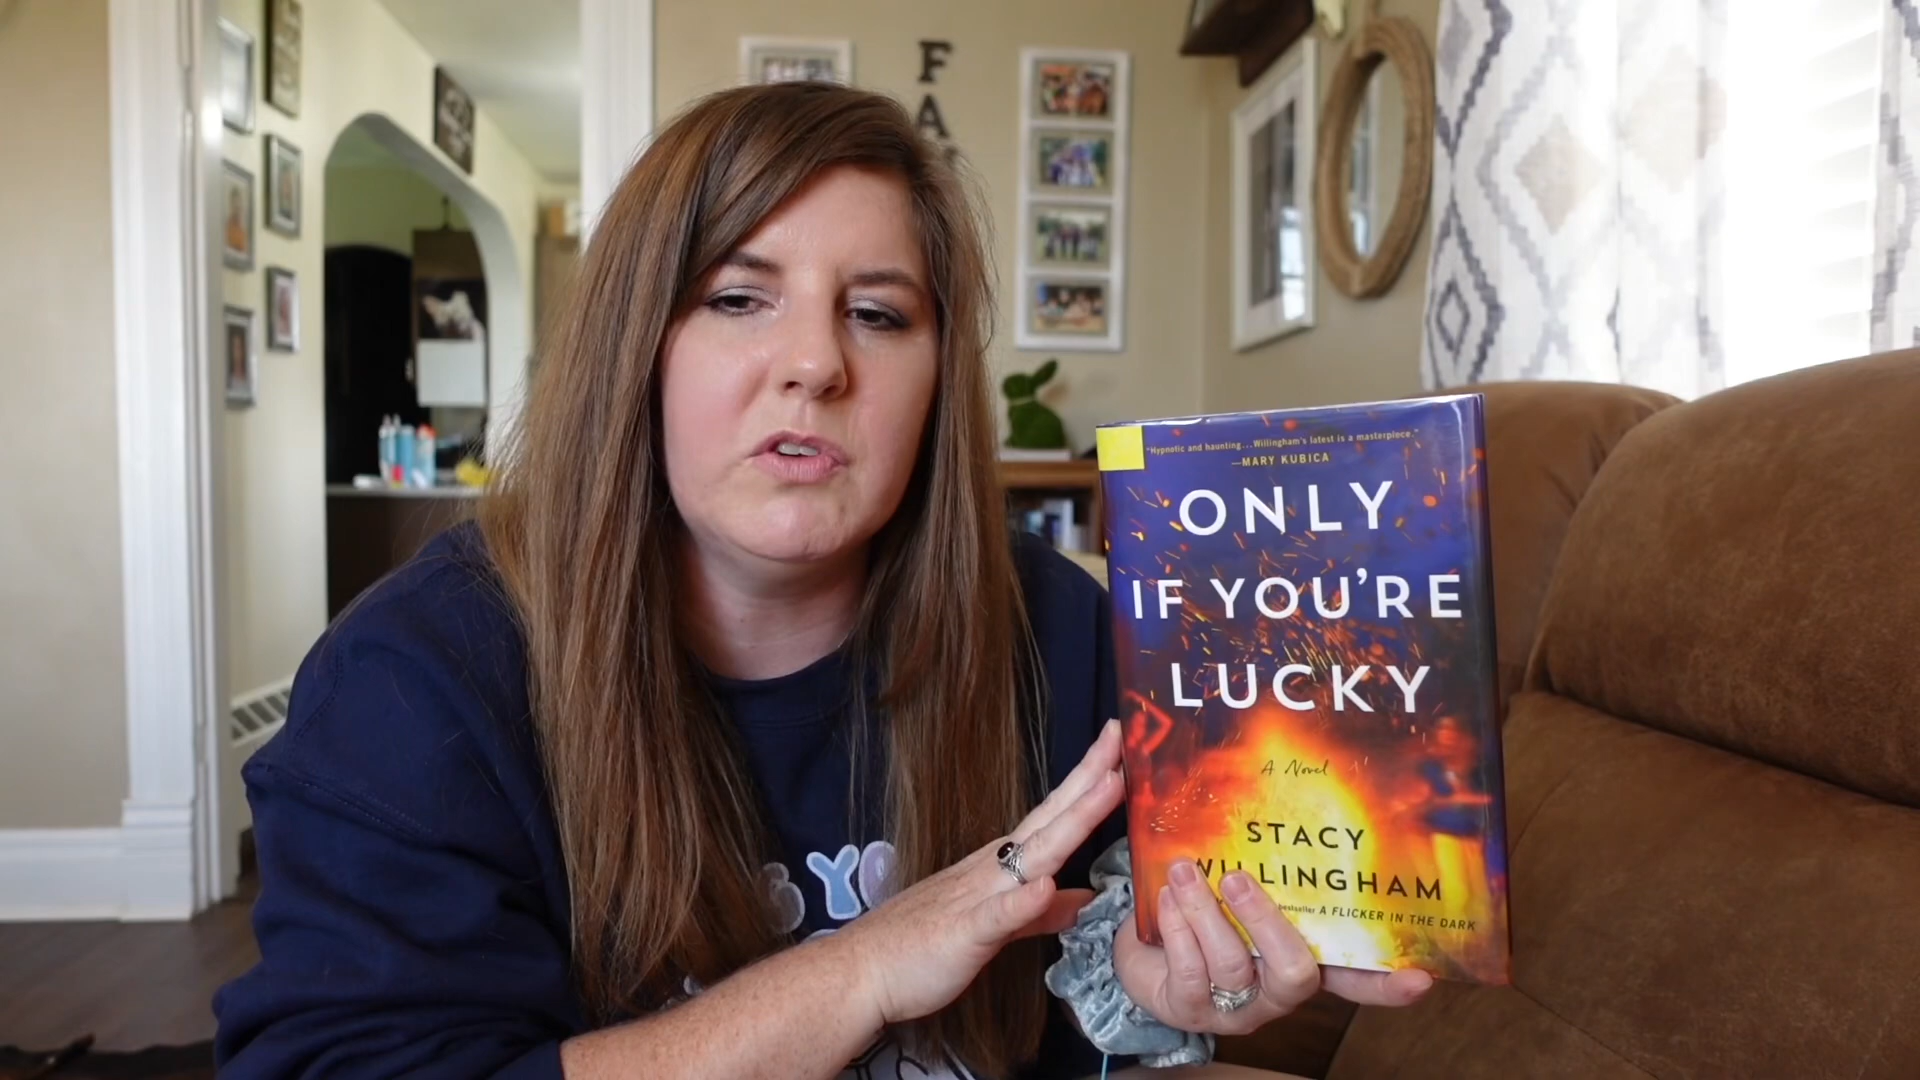 F
A
"Hypnotic and haunting...Willingham's latest is a masterpiece."
—MARY KUBICA
ONLY
IF YOU'RE
LUCKY
A Novel
STACY
WILLINGHAM
bestseller A FLICKER IN THE DARK
YO